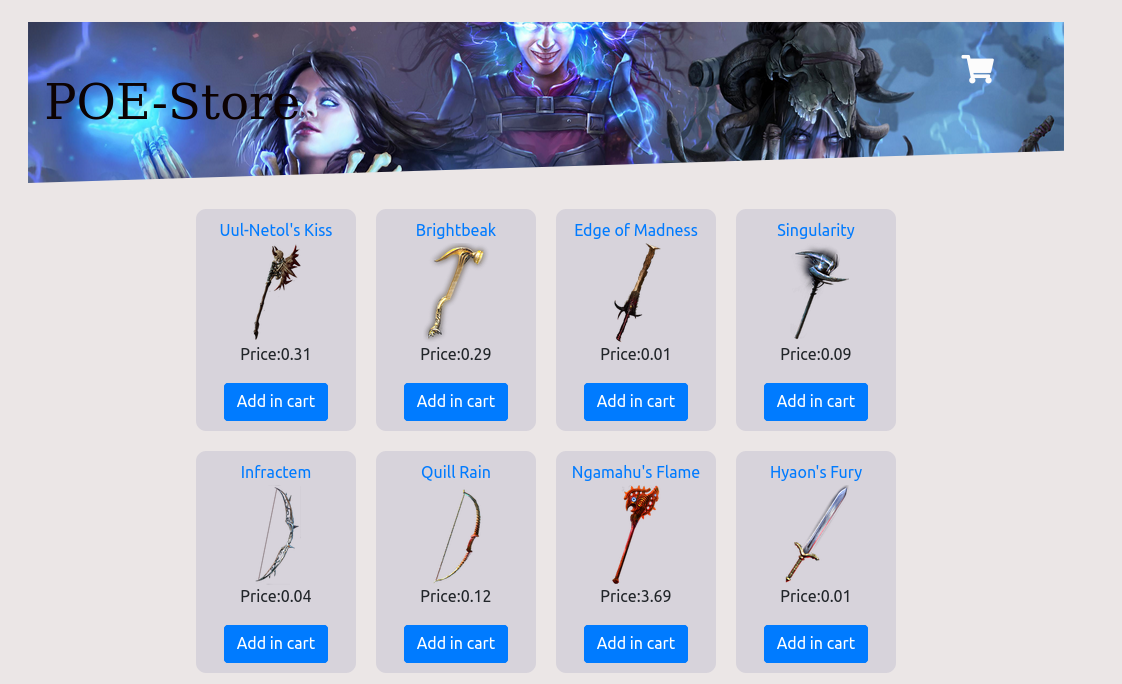 POE-Store
Uul-Netol's Kiss
Brightbeak
Edge of Madness
Singularity
Price:0.31
Price:0.29
Price:0.01
Price:0.09
Add in cart
Add in cart
Add in cart
Add in cart
Infractem
Quill Rain
Ngamahu's Flame
Hyaon's Fury
Price:0.04
Price:0.12
Price:3.69
Price:0.01
Add in cart
Add in cart
Add in cart
Add in cart